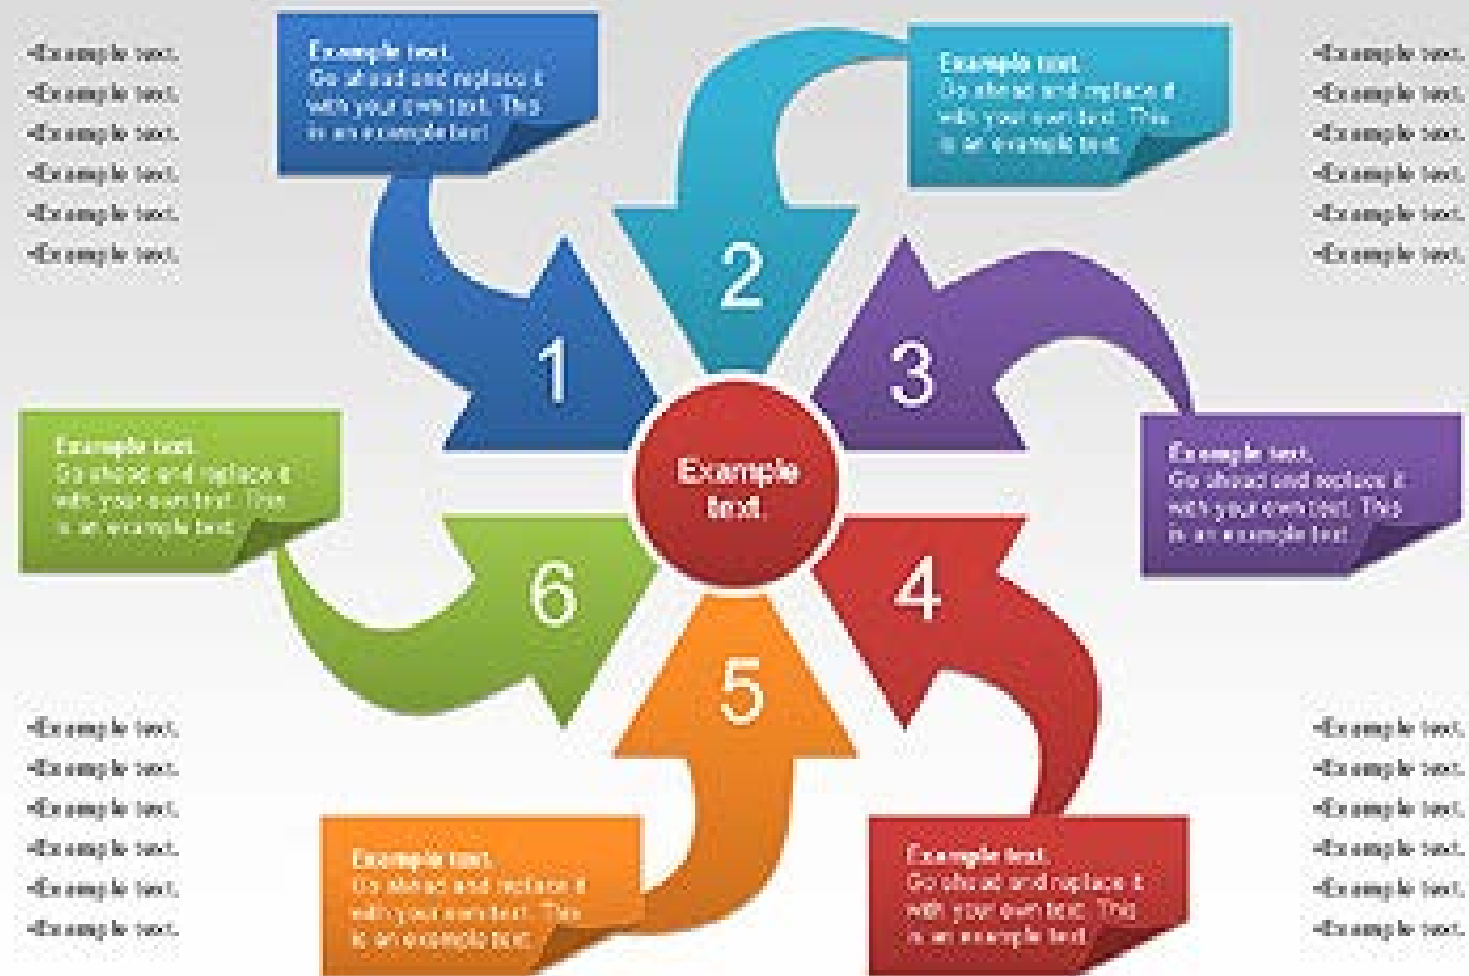 •Example text.
•Example text.
•Example text.
•Example text.
•Example text.
•Example text.
Example text.
Go ahead and replace it
with your own text. This
is an example text
Example text.
Go ahead and replace it
with your own text. This
is an example text.
•Example text.
•Example text.
•Example text.
•Example text.
•Example text.
•Example text.
1
2
3
Example text.
Go ahead and replace it
with your own text. This
is an example text
Example
text.
Example text.
Go ahead and replace it
with your own text. This
is an example text
6
5
4
•Example text.
•Example text.
•Example text.
•Example text.
•Example text.
•Example text.
Example text.
Go ahead and replace it
with your own text. This
is an example text
Example text.
Go ahead and replace it
with your own text. This
is an example text
•Example text.
•Example text.
•Example text.
•Example text.
•Example text.
•Example text.